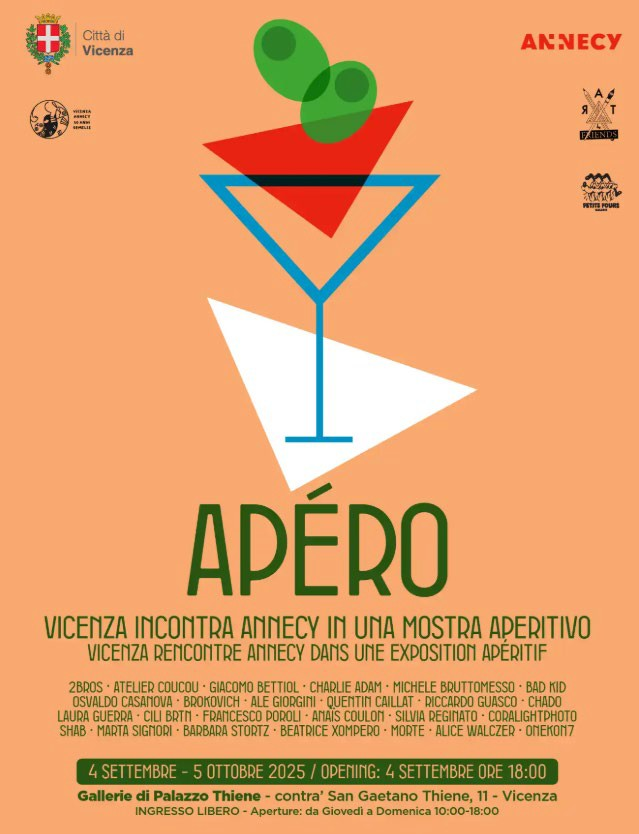 Città di
Vicenza
ANNECY
VICENZA
ANNECY
30 ANNI
GEMELLE
A
R T
FRIENDS
PETITS FOURS
APÉRO
VICENZA INCONTRA ANNECY IN UNA MOSTRA APERITIVO
VICENZA RENCONTRE ANNECY DANS UNE EXPOSITION APÉRITIF
2BROS · ATELIER COUCOU · GIACOMO BETTIOL · CHARLIE ADAM · MICHELE BRUTTOMESSO · BAD KID
OSVALDO CASANOVA · BROKOVICH · ALE GIORGINI · QUENTIN CAILLAT · RICCARDO GUASCO · CHADO
LAURA GUERRA · CILI BRTN · FRANCESCO POROLI · ANAÏS COULON · SILVIA REGINATO · CORALIGHTPHOTO
SHAB · MARTA SIGNORI · BARBARA STORTZ · BEATRICE XOMPERO · MORTE · ALICE WALCZER · ONEKON7
4 SETTEMBRE - 5 OTTOBRE 2025 / OPENING: 4 SETTEMBRE ORE 18:00
Gallerie di Palazzo Thiene - contra' San Gaetano Thiene, 11 - Vicenza
INGRESSO LIBERO - Aperture: da Giovedì a Domenica 10:00-18:00